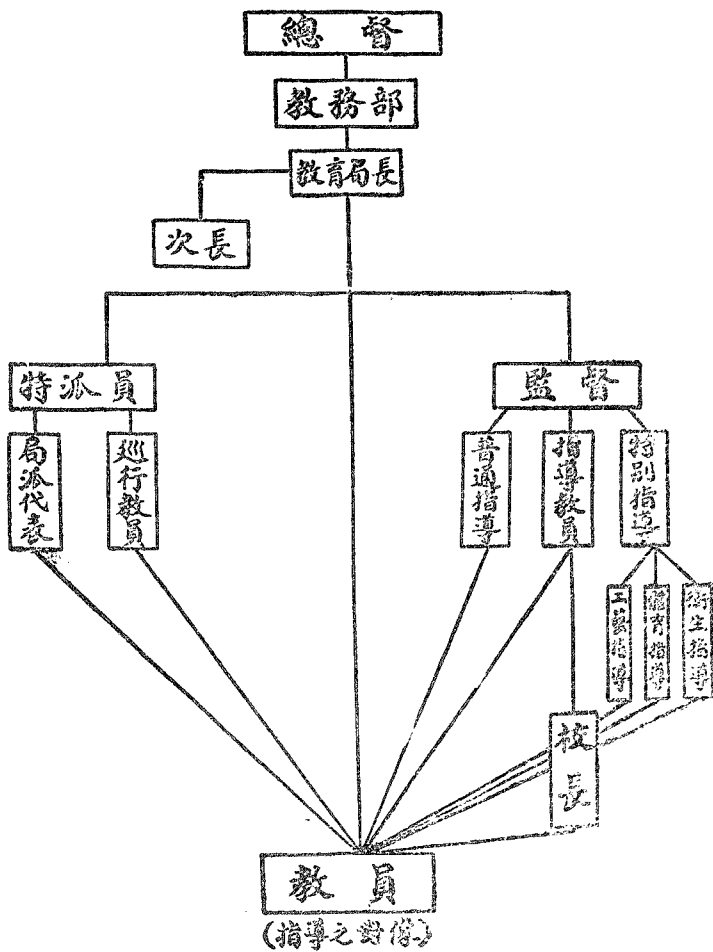 總督
教務部
教育局長
次長
特派員
監督
局派代表
巡行教員
普通指導
指導教員
特別指導
工藝指導
體育指導
衛生指導
校長
教員
(指導之對像)